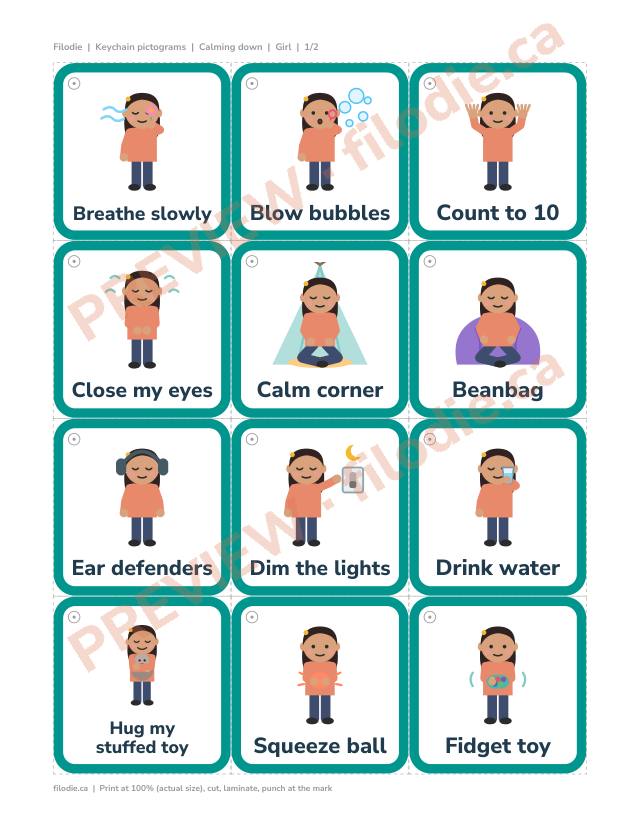 Filodie | Keychain pictograms | Calming down | Girl | 1/2
PREVIEW · filodie.ca
Breathe slowly
Blow bubbles
Count to 10
Close my eyes
Calm corner
Beanbag
PREVIEW · filodie.ca
Ear defenders
Dim the lights
Drink water
Hug my
stuffed toy
Squeeze ball
Fidget toy
filodie.ca | Print at 100% (actual size), cut, laminate, punch at the mark